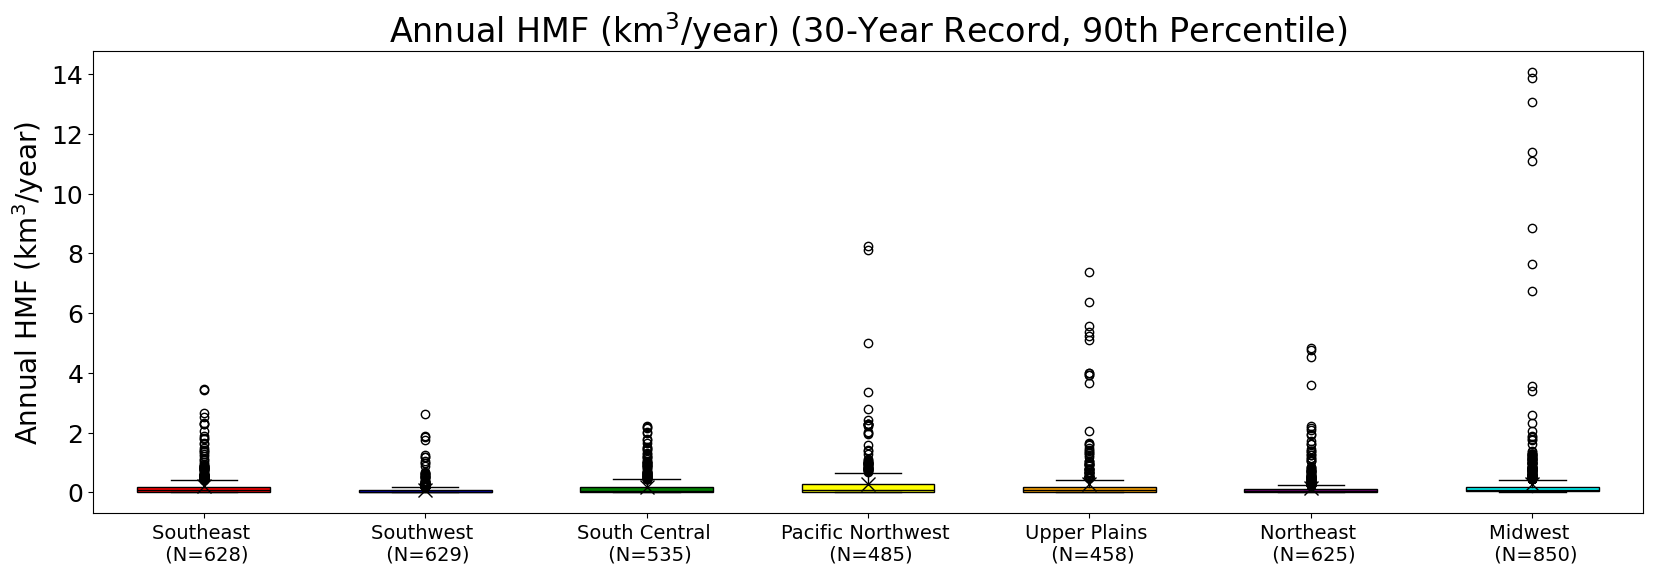 Annual HMF (km³/year) (30-Year Record, 90th Percentile)
Annual HMF (km³/year)
14
12
10
8
6
4
2
0
Southeast Southwest South Central Pacific Northwest Upper Plains Northeast Midwest
(N=628) (N=629) (N=535) (N=485) (N=458) (N=625) (N=850)